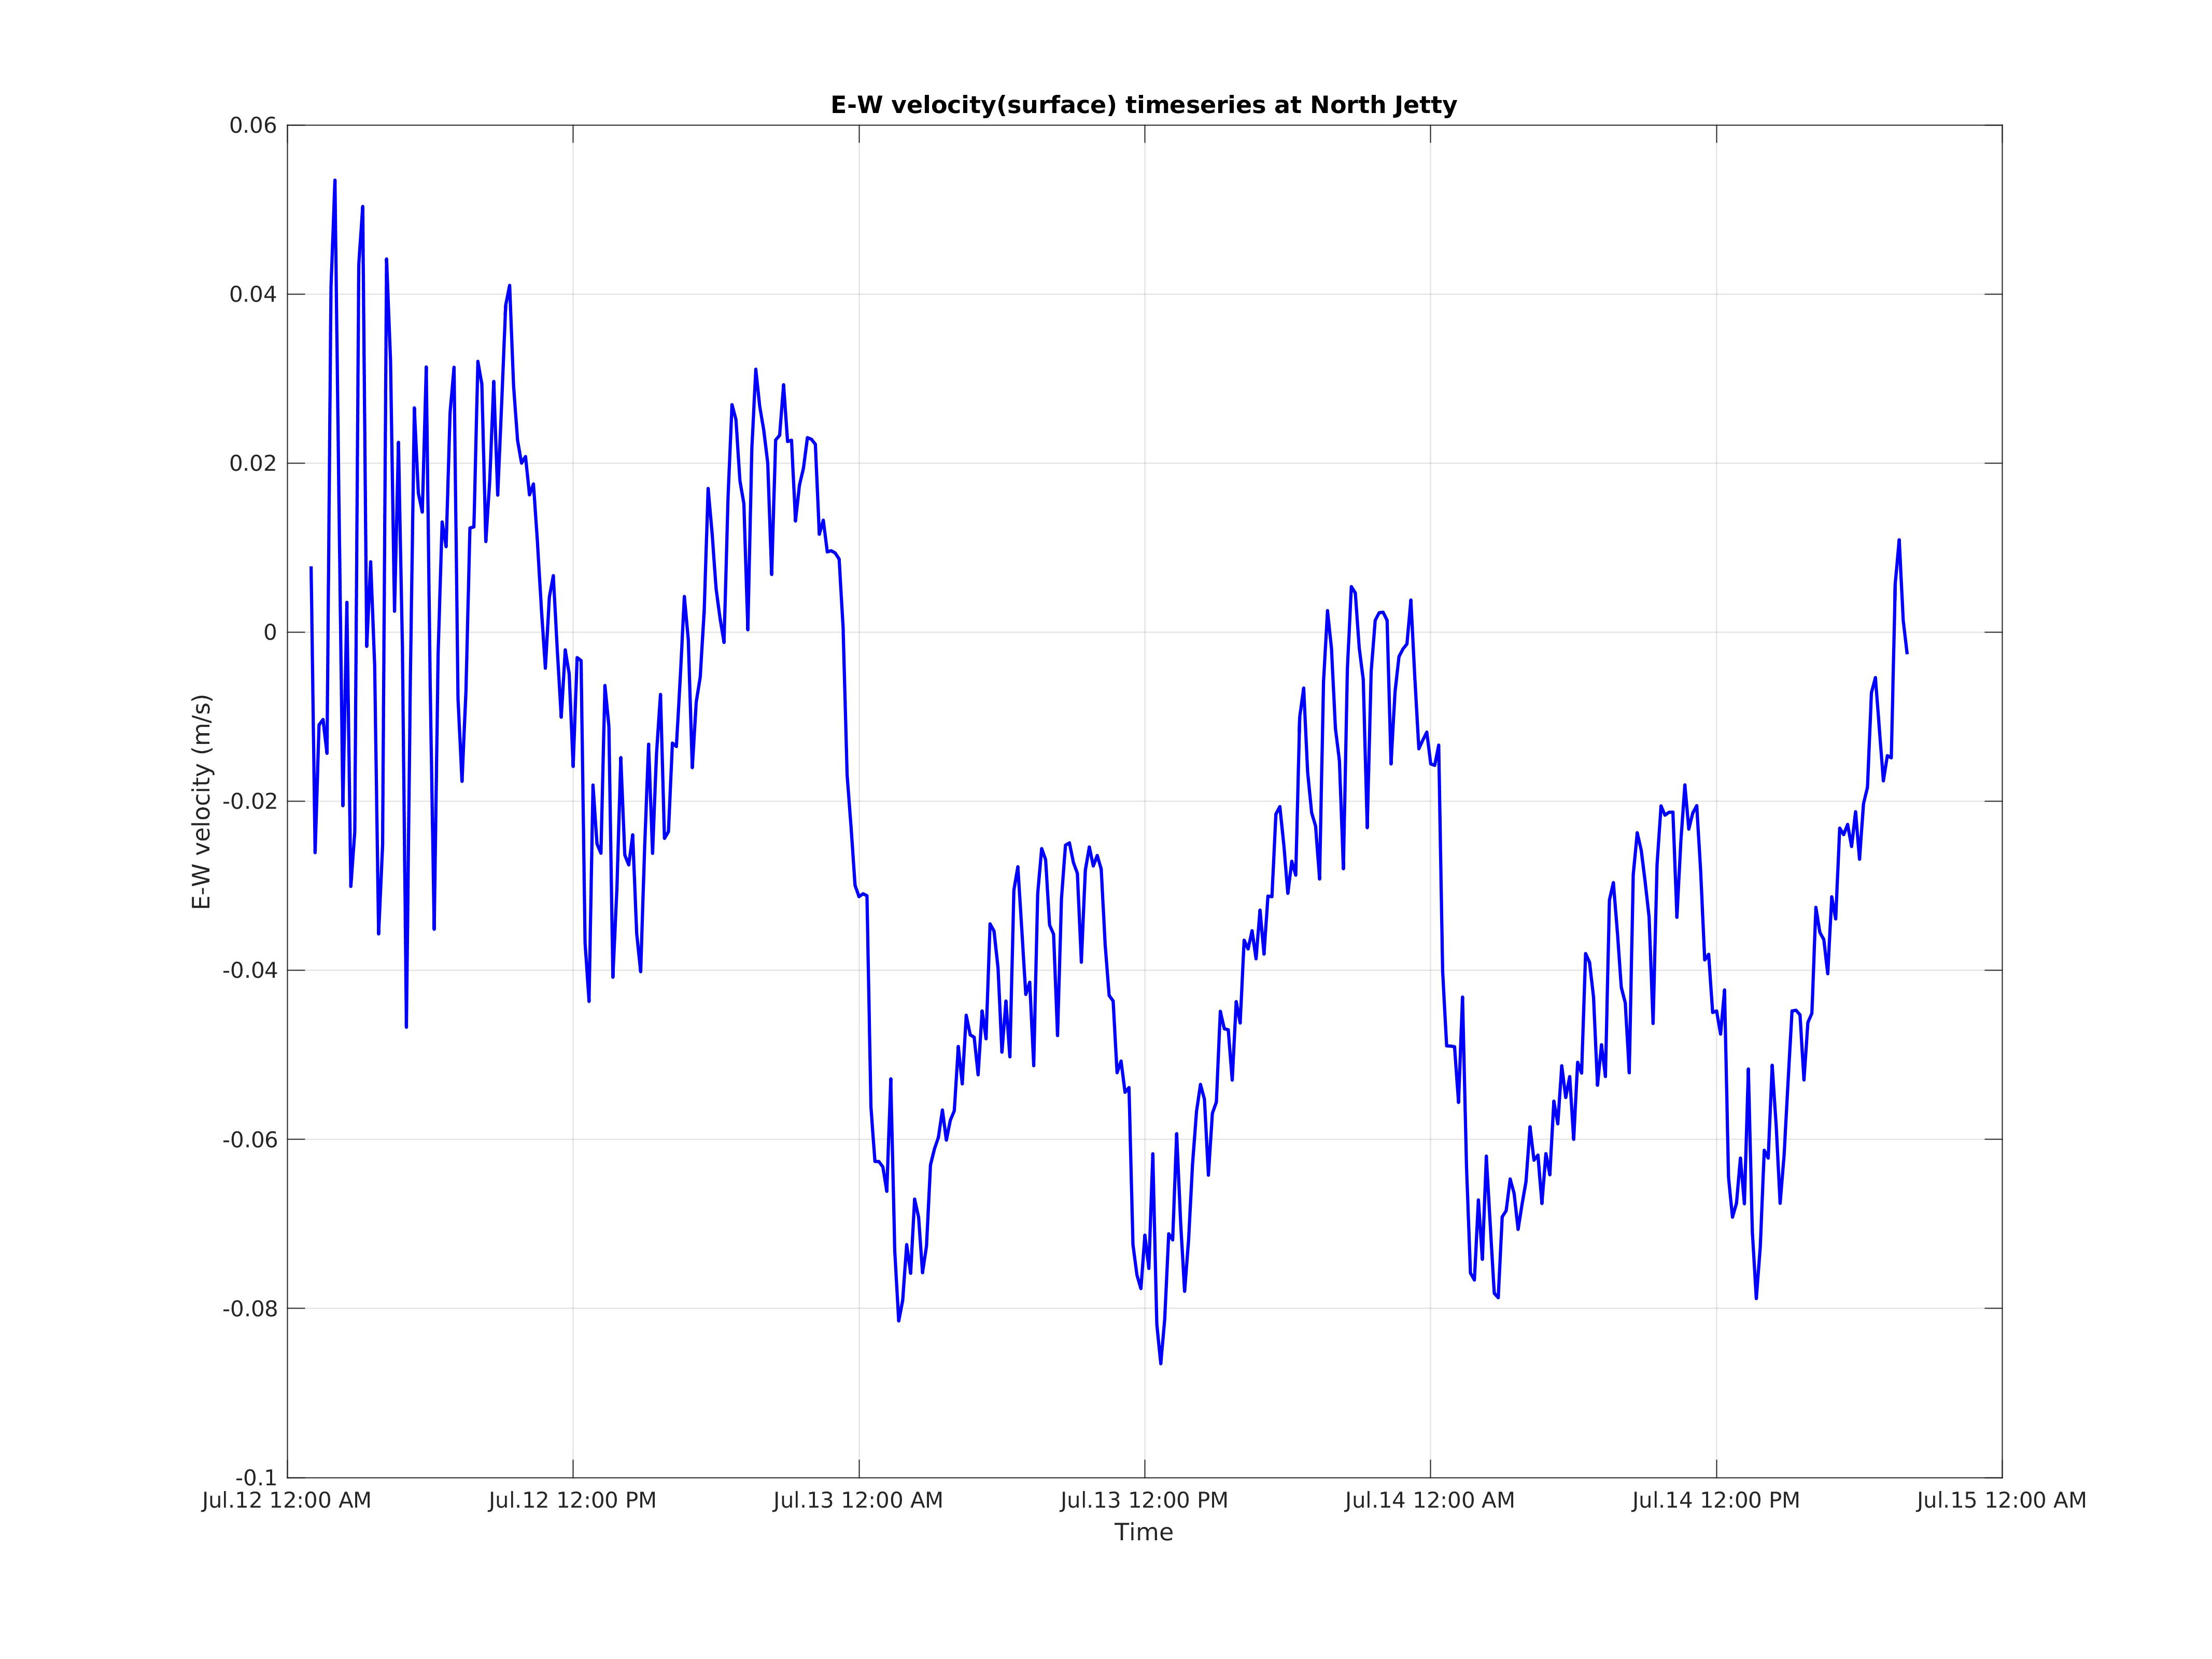 E-W velocity(surface) timeseries at North Jetty
0.06
0.04
0.02
0
-0.02
-0.04
-0.06
-0.08
-0.1
E-W velocity (m/s)
Jul.12 12:00 AM
Jul.12 12:00 PM
Jul.13 12:00 AM
Jul.13 12:00 PM
Jul.14 12:00 AM
Jul.14 12:00 PM
Jul.15 12:00 AM
Time